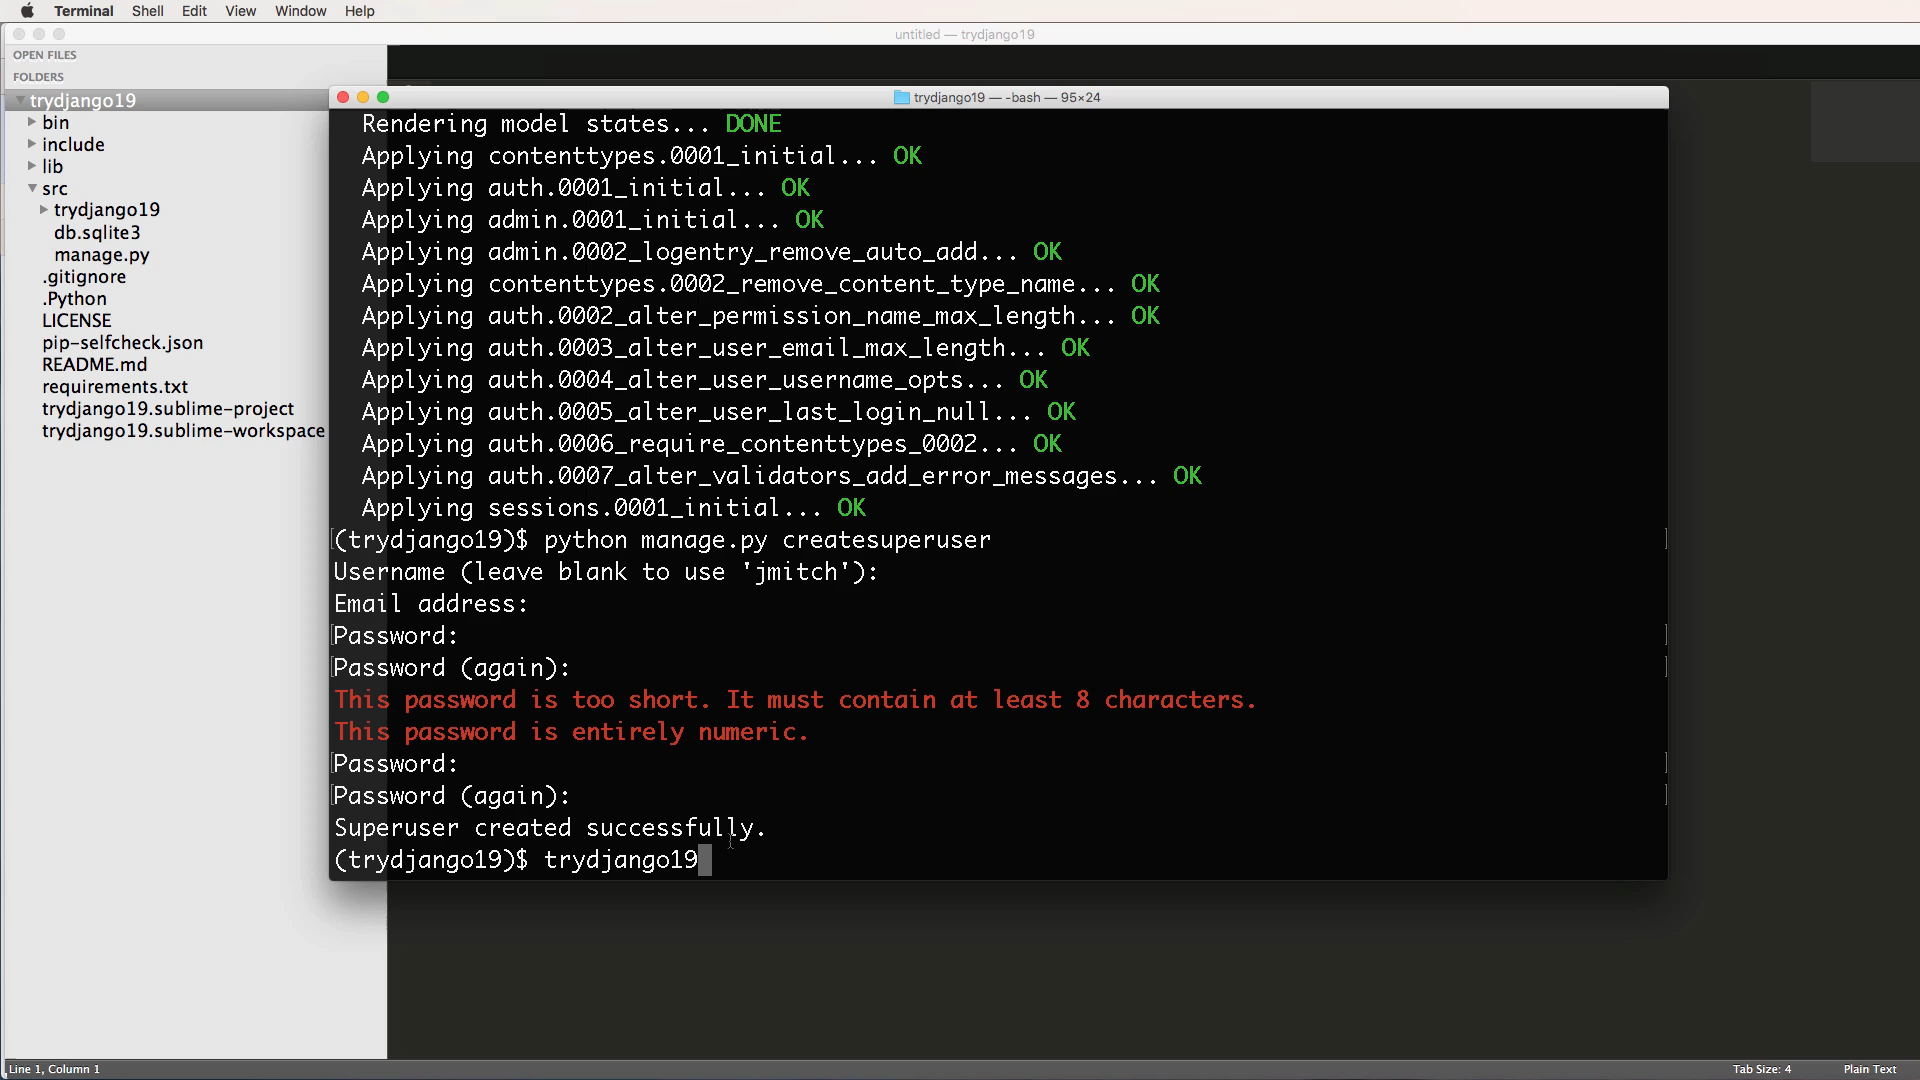 Terminal Shell Edit View Window Help
untitled — trydjango19
OPEN FILES
FOLDERS
trydjango19
bin
include
lib
src
trydjango19
db.sqlite3
manage.py
.gitignore
.Python
LICENSE
pip-selfcheck.json
README.md
requirements.txt
trydjango19.sublime-project
trydjango19.sublime-workspace
trydjango19 — -bash — 95×24
Rendering model states... DONE
Applying contenttypes.0001_initial... OK
Applying auth.0001_initial... OK
Applying admin.0001_initial... OK
Applying admin.0002_logentry_remove_auto_add... OK
Applying contenttypes.0002_remove_content_type_name... OK
Applying auth.0002_alter_permission_name_max_length... OK
Applying auth.0003_alter_user_email_max_length... OK
Applying auth.0004_alter_user_username_opts... OK
Applying auth.0005_alter_user_last_login_null... OK
Applying auth.0006_require_contenttypes_0002... OK
Applying auth.0007_alter_validators_add_error_messages... OK
Applying sessions.0001_initial... OK
[(trydjango19)$ python manage.py createsuperuser ]
Username (leave blank to use 'jmitch'):
Email address:
[Password: ]
[Password (again): ]
This password is too short. It must contain at least 8 characters.
This password is entirely numeric.
[Password: ]
[Password (again): ]
Superuser created successfully.
(trydjango19)$ trydjango19
Line 1, Column 1
Tab Size: 4
Plain Text